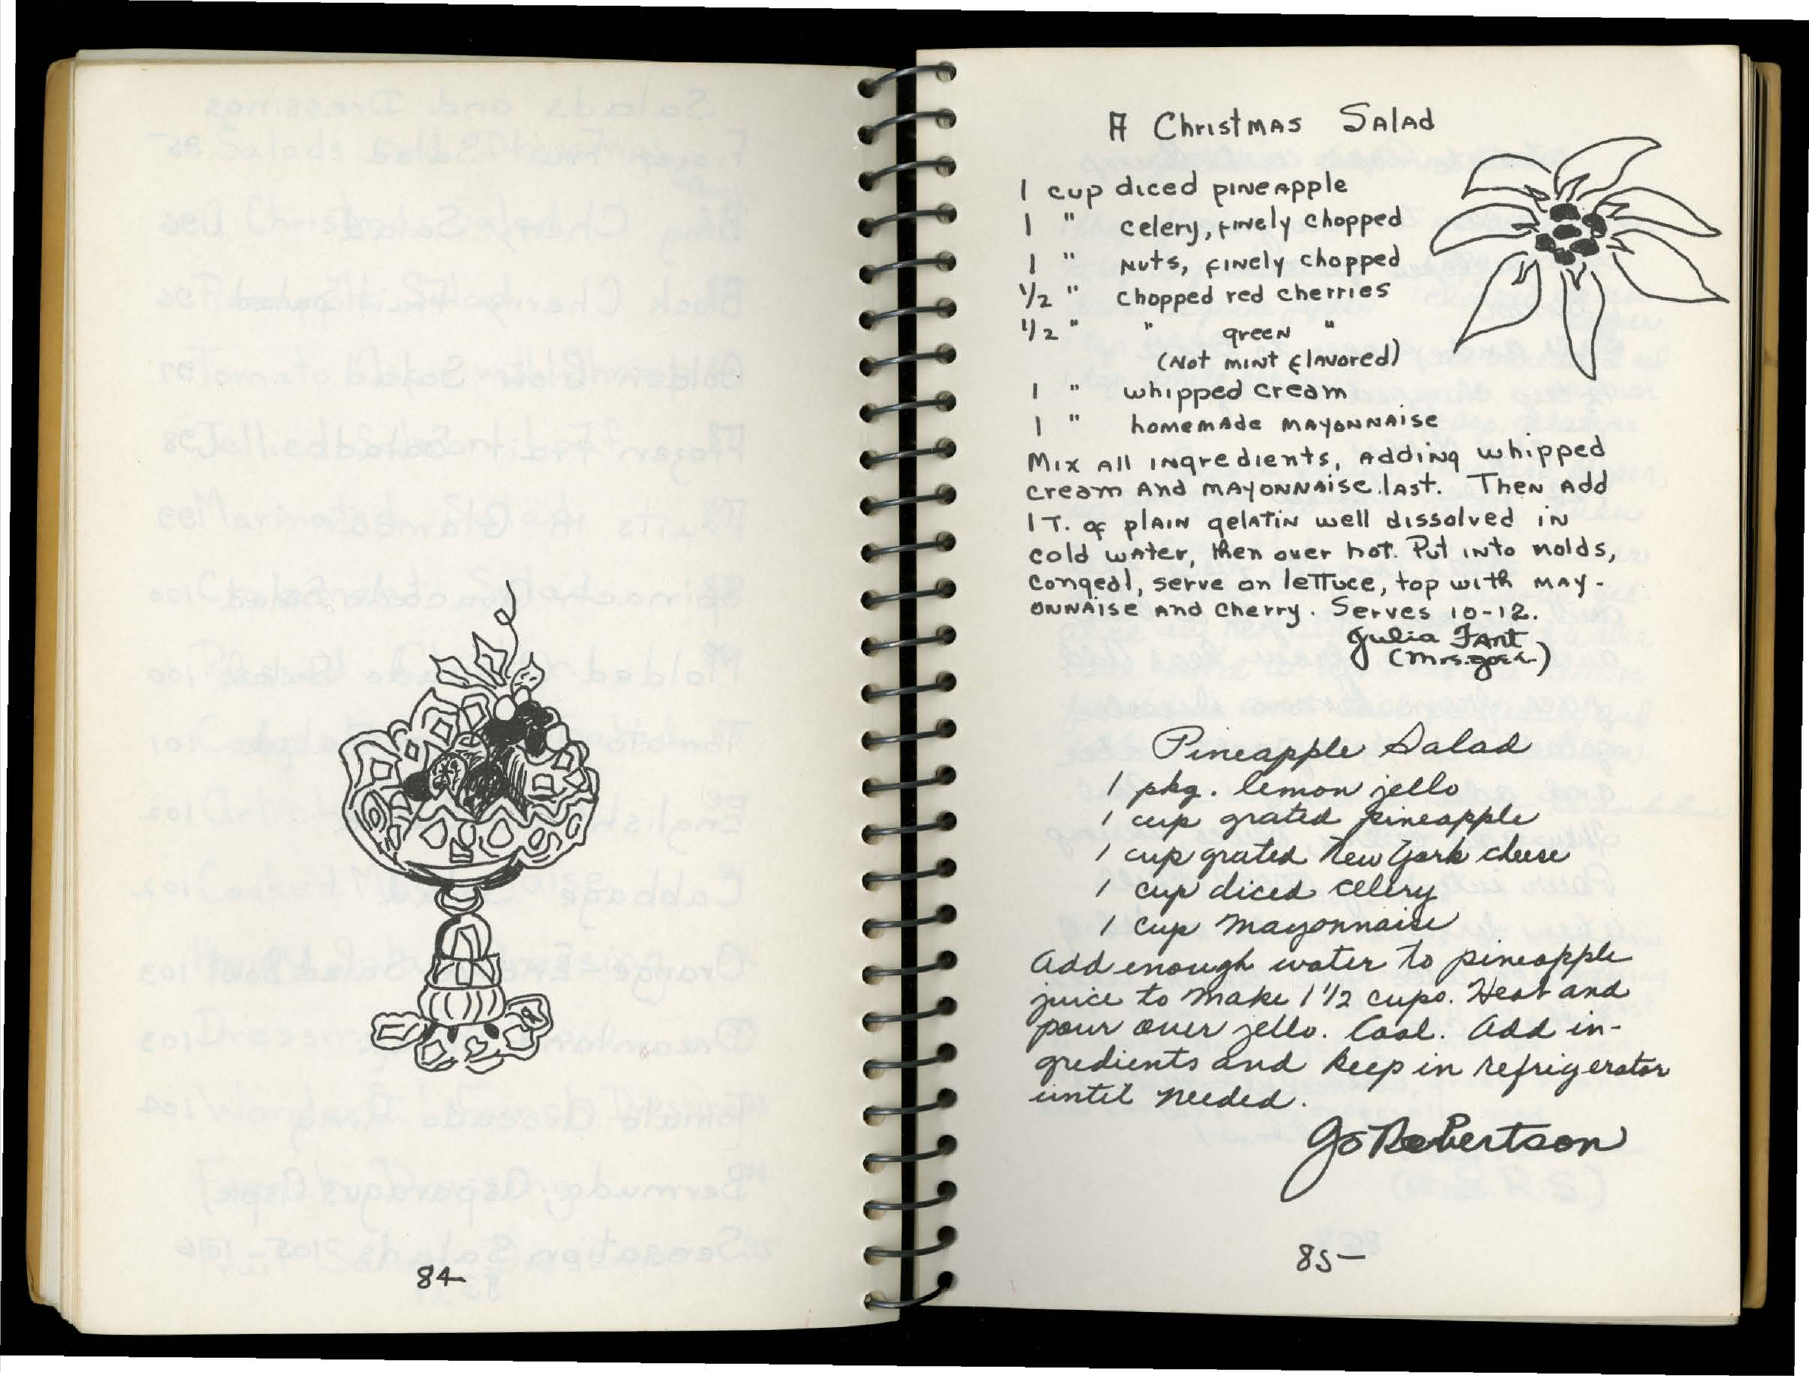 84
A Christmas Salad
1 cup diced pineapple
1 " celery, finely chopped
1 " nuts, finely chopped
1/2 " chopped red cherries
1/2 " " green "
(Not mint flavored)
1 " whipped cream
1 " homemade mayonnaise
Mix all ingredients, adding whipped
cream and mayonnaise last. Then add
1 T. of plain gelatin well dissolved in
cold water, then over hot. Put into molds,
congeal, serve on lettuce, top with may-
onnaise and cherry. Serves 10-12.
Julia Fant
(Mrs. Joe)
Pineapple Salad
1 pkg. lemon jello
1 cup grated pineapple
1 cup grated New York cheese
1 cup diced celery
1 cup mayonnaise
Add enough water to pineapple
juice to make 1 1/2 cups. Heat and
pour over jello. Cool. Add in-
gredients and keep in refrigerator
until needed.
Jo Robertson
85